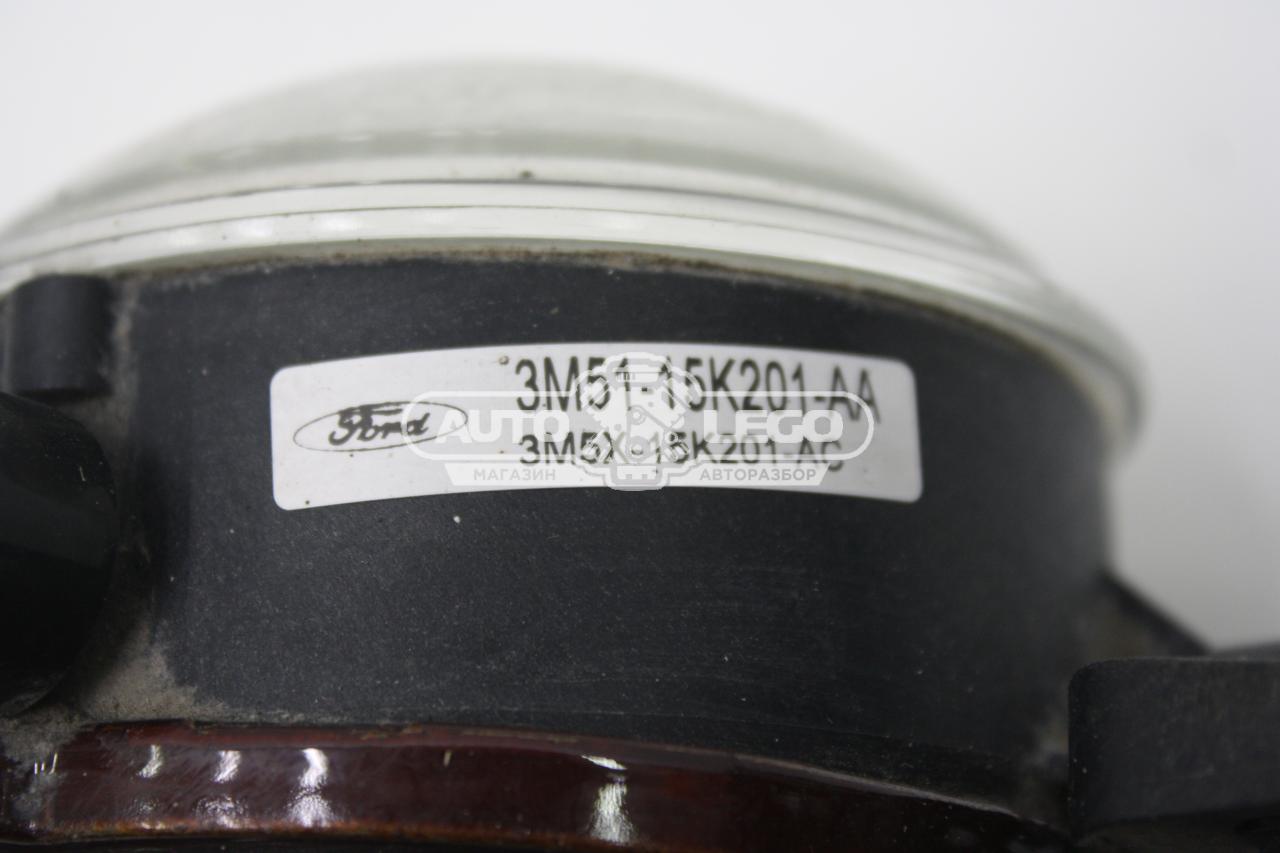 3M51-15K201-AA
Ford
3M5X-15K201-AC
AUTO LEGO
МАГАЗИН АВТОРАЗБОР